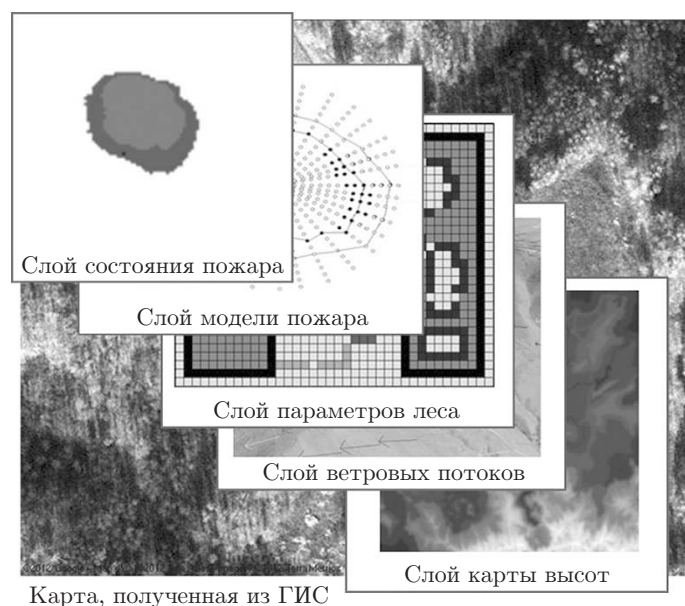 Слой состояния пожара
Слой модели пожара
Слой параметров леса
Слой ветровых потоков
Слой карты высот
Карта, полученная из ГИС